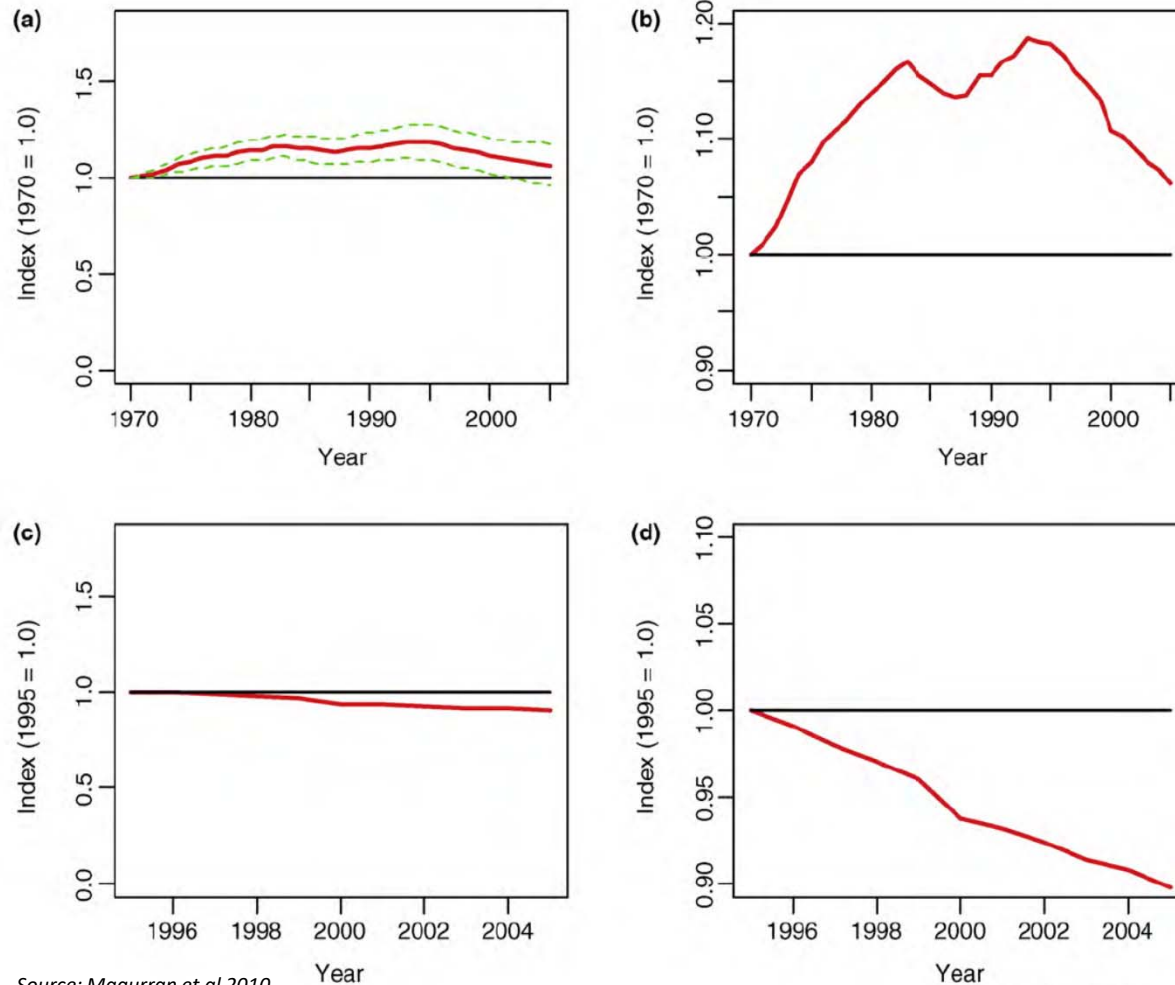 (a)
Index (1970 = 1.0)
1.5
1.0
0.5
0.0
1970 1980 1990 2000
Year
(b)
Index (1970 = 1.0)
1.20
1.10
1.00
0.90
1970 1980 1990 2000
Year
(c)
Index (1995 = 1.0)
1.5
1.0
0.5
0.0
1996 1998 2000 2002 2004
Year
(d)
Index (1995 = 1.0)
1.10
1.05
1.00
0.95
0.90
1996 1998 2000 2002 2004
Year
Source: Magurran et al 2010